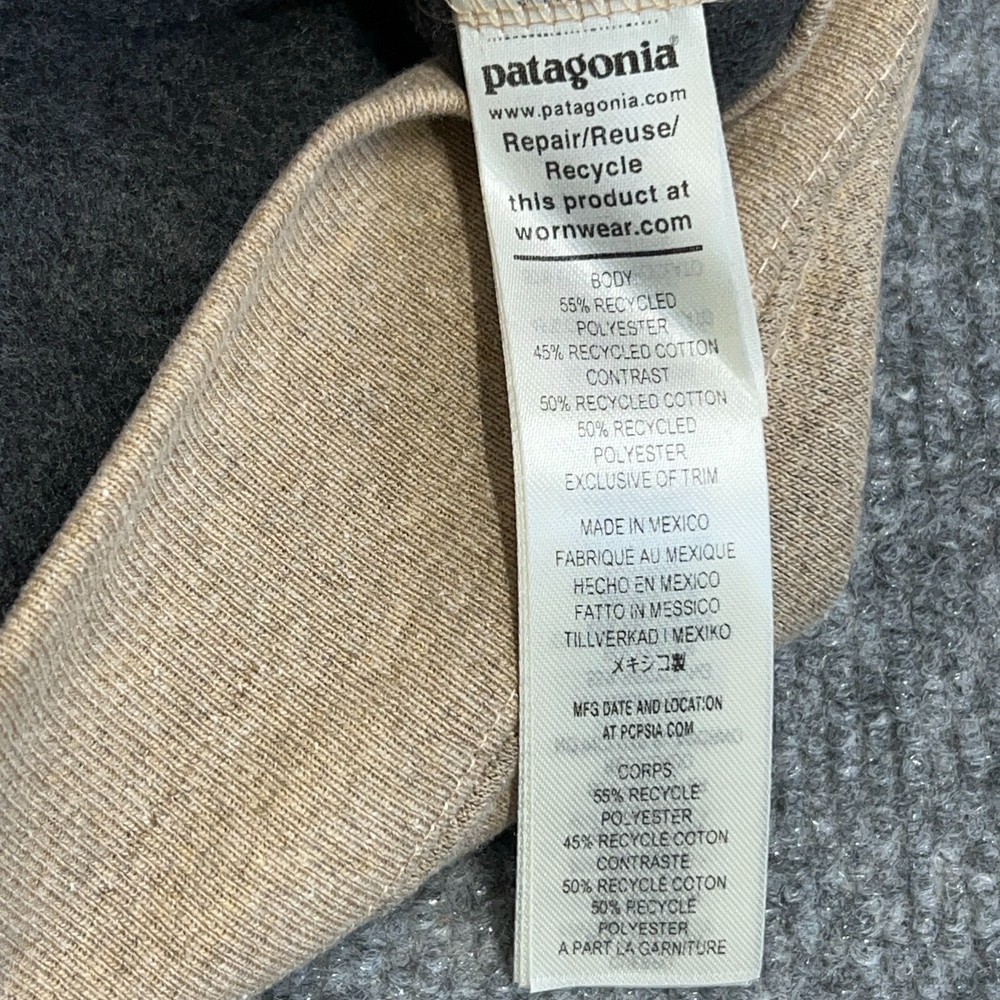 patagonia®
www.patagonia.com
Repair/Reuse/
Recycle
this product at
wornwear.com
BODY
55% RECYCLED
POLYESTER
45% RECYCLED COTTON
CONTRAST
50% RECYCLED COTTON
50% RECYCLED
POLYESTER
EXCLUSIVE OF TRIM
MADE IN MEXICO
FABRIQUÉ AU MEXIQUE
HECHO EN MEXICO
FATTO IN MESSICO
TILLVERKAD I MEXIKO
メキシコ製
MFG DATE AND LOCATION
AT PCPSIA.COM
CORPS
55% RECYCLÉ
POLYESTER
45% RECYCLÉ COTON
CONTRASTE
50% RECYCLÉ COTON
50% RECYCLÉ
POLYESTER
A PART LA GARNITURE